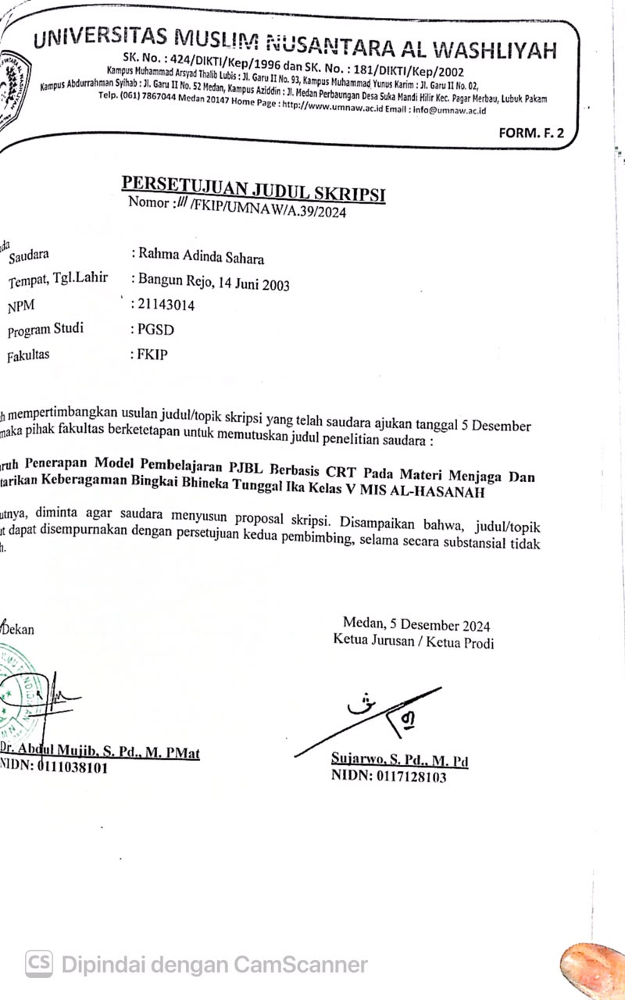 UNIVERSITAS MUSLIM NUSANTARA AL WASHLIYAH
SK. No. : 424/DIKTI/Kep/1996 dan SK. No. : 181/DIKTI/Kep/2002
Kampus Muhammad Arsyad Thalib Lubis : Jl. Garu II No. 93, Kampus Muhammad Yunus Karim : Jl. Garu II No. 02,
Kampus Abdurrahman Syihab : Jl. Garu II No. 52 Medan, Kampus Aziddin : Jl. Medan Perbaungan Desa Suka Mandi Hilir Kec. Pagar Merbau, Lubuk Pakam
Telp. (061) 7867044 Medan 20147 Home Page : http://www.umnaw.ac.id Email : info@umnaw.ac.id
FORM. F. 2
PERSETUJUAN JUDUL SKRIPSI
Nomor : /FKIP/UMNAW/A.39/2024
da
Saudara : Rahma Adinda Sahara
Tempat, Tgl.Lahir : Bangun Rejo, 14 Juni 2003
NPM : 21143014
Program Studi : PGSD
Fakultas : FKIP
h mempertimbangkan usulan judul/topik skripsi yang telah saudara ajukan tanggal 5 Desember
maka pihak fakultas berketetapan untuk memutuskan judul penelitian saudara :
ruh Penerapan Model Pembelajaran PJBL Berbasis CRT Pada Materi Menjaga Dan
tarikan Keberagaman Bingkai Bhineka Tunggal Ika Kelas V MIS AL-HASANAH
utnya, diminta agar saudara menyusun proposal skripsi. Disampaikan bahwa, judul/topik
ut dapat disempurnakan dengan persetujuan kedua pembimbing, selama secara substansial tidak
h.
Dekan
Medan, 5 Desember 2024
Ketua Jurusan / Ketua Prodi
Dr. Abdul Mujib, S. Pd., M. PMat
NIDN: 0111038101
Sujarwo, S. Pd., M. Pd
NIDN: 0117128103
CS Dipindai dengan CamScanner